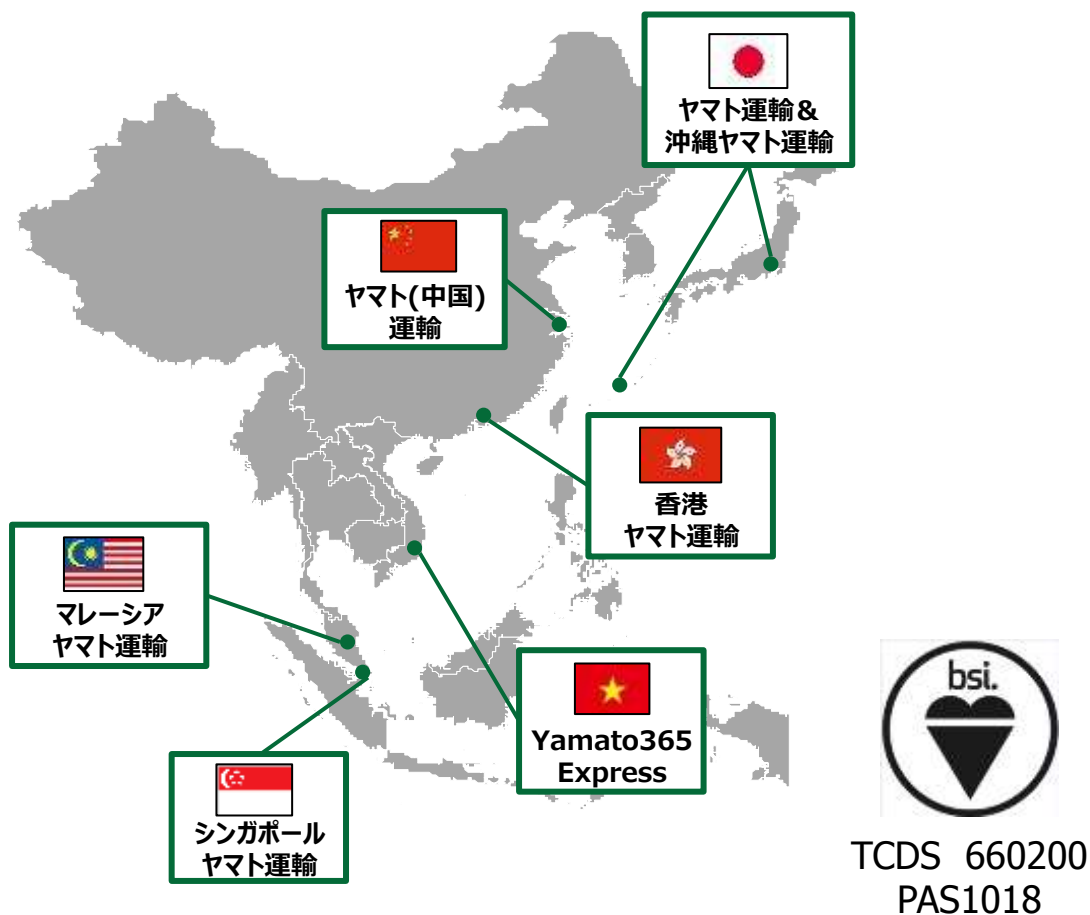 ヤマト運輸&
沖縄ヤマト運輸
ヤマト(中国)
運輸
香港
ヤマト運輸
マレーシア
ヤマト運輸
Yamato365
Express
シンガポール
ヤマト運輸
bsi.
TCDS 660200
PAS1018